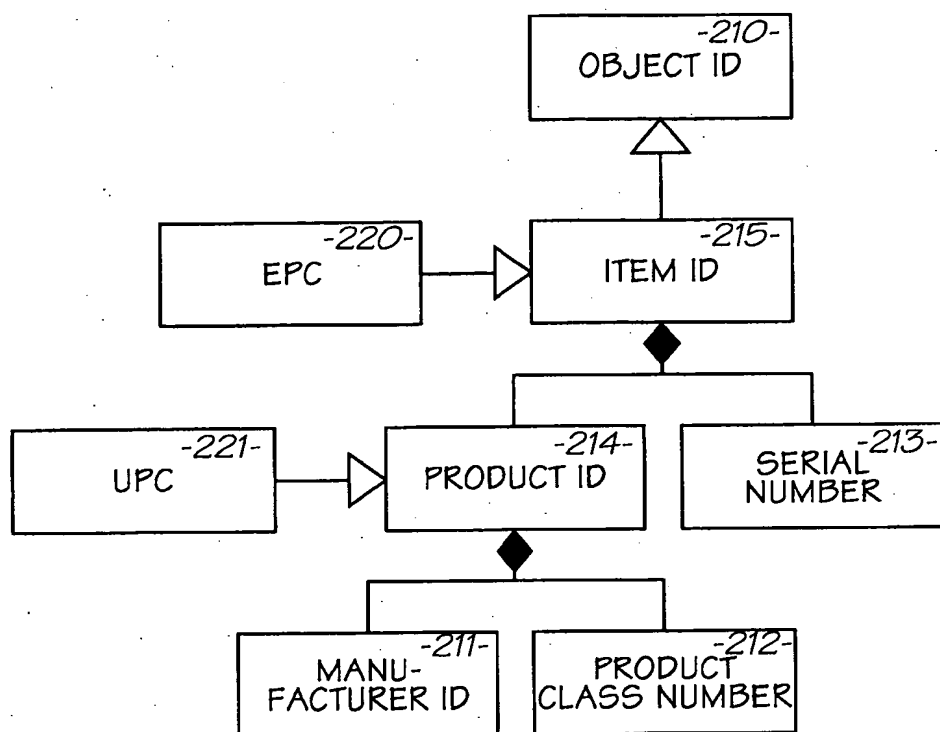 -210-
OBJECT ID
-220-
EPC
-215-
ITEM ID
-221-
UPC
-214-
PRODUCT ID
-213-
SERIAL
NUMBER
-211-
MANU-
FACTURER ID
-212-
PRODUCT
CLASS NUMBER